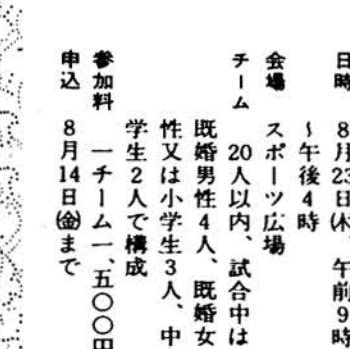 日時 8月23日(木)、午前9時
～午後4時
会場 スポーツ広場
チーム 20人以内、試合中は
既婚男性4人、既婚女
性又は小学生3人、中
学生2人で構成
参加料 一チーム一、五〇〇円
申込 8月14日㈮まで